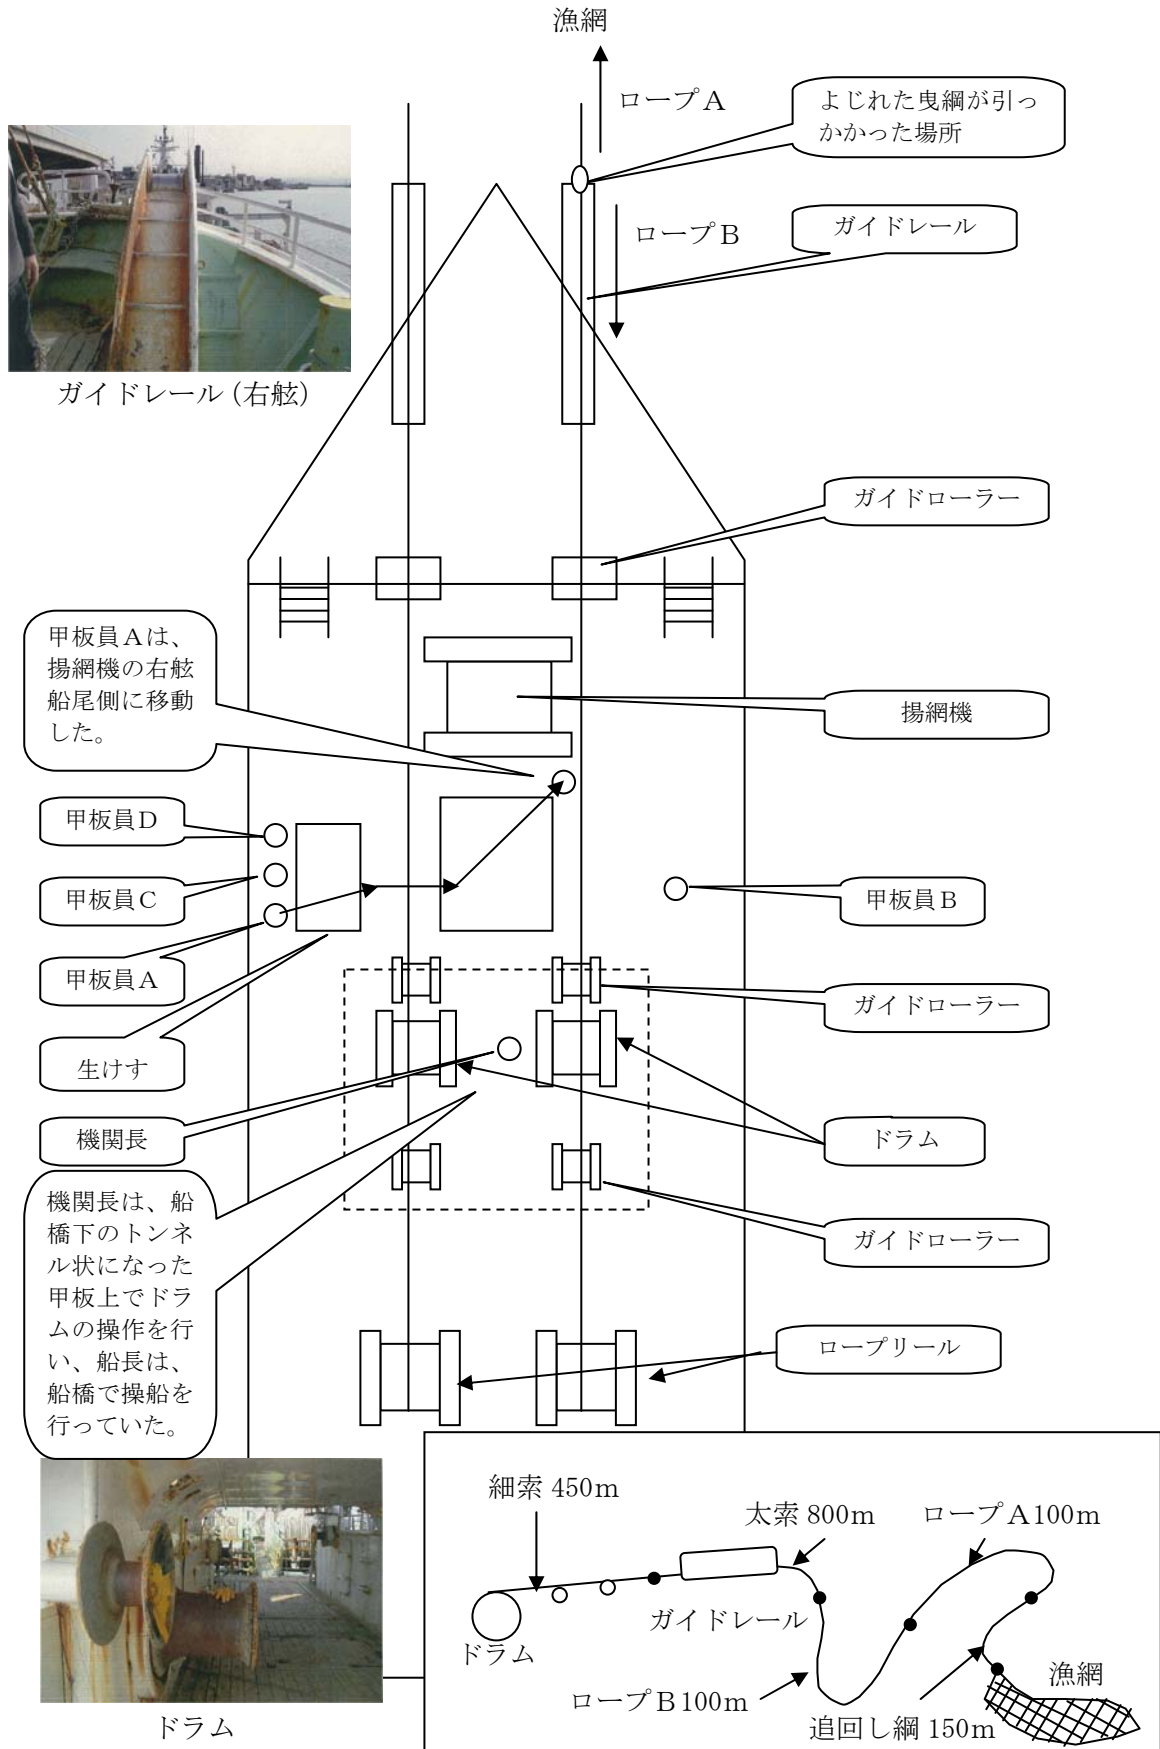 漁網
ロープA
よじれた曳綱が引っ
かかった場所
ロープB
ガイドレール
ガイドレール(右舷)
ガイドローラー
甲板員Aは、
揚網機の右舷
船尾側に移動
した。
揚網機
甲板員D
甲板員C
甲板員B
甲板員A
ガイドローラー
生けす
機関長
ドラム
機関長は、船
橋下のトンネ
ル状になった
甲板上でドラ
ムの操作を行
い、船長は、
船橋で操船を
行っていた。
ガイドローラー
ロープリール
細索 450m
太索 800m
ロープA100m
ガイドレール
ドラム
ロープB100m
追回し綱 150m
漁網
ドラム